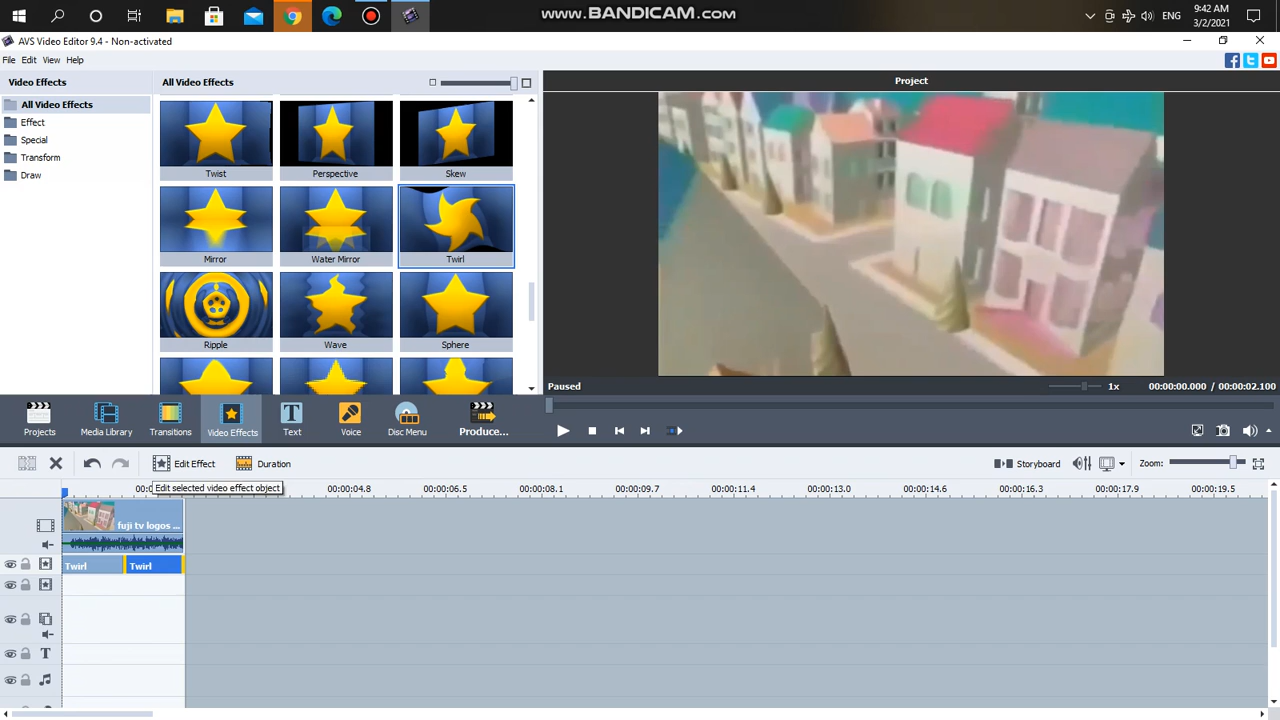 www.BANDICAM.com
ENG
9:42 AM
3/2/2021
AVS Video Editor 9.4 - Non-activated
File Edit View Help
Video Effects
All Video Effects
Effect
Special
Transform
Draw
All Video Effects
Twist
Perspective
Skew
Mirror
Water Mirror
Twirl
Ripple
Wave
Sphere
Project
Paused
1x
00:00:00.000 / 00:00:02.100
Projects
Media Library
Transitions
Video Effects
Text
Voice
Disc Menu
Produce...
Edit Effect
Duration
Storyboard
Zoom:
Edit selected video effect object
00:00:04.8
00:00:06.5
00:00:08.1
00:00:09.7
00:00:11.4
00:00:13.0
00:00:14.6
00:00:16.3
00:00:17.9
00:00:19.5
fuji tv logos ...
Twirl
Twirl